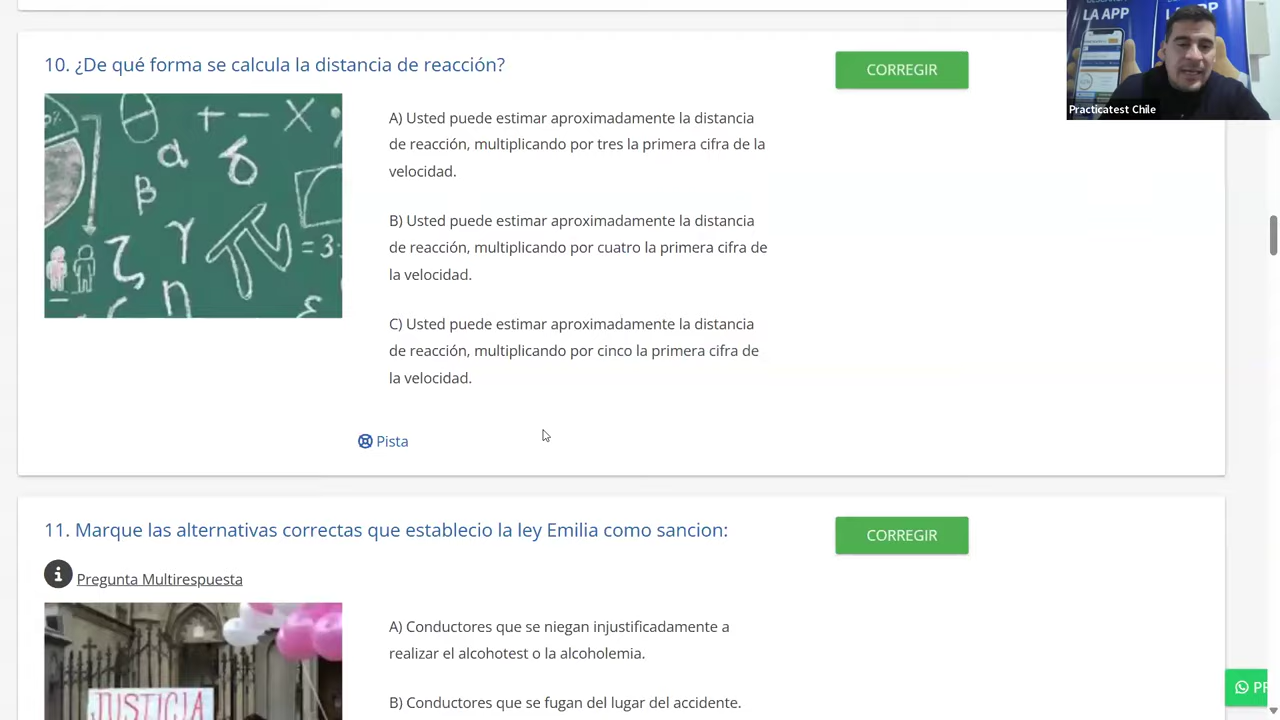 LA APP
LA APP
Practicatest Chile
10. ¿De qué forma se calcula la distancia de reacción?
CORREGIR
A) Usted puede estimar aproximadamente la distancia
de reacción, multiplicando por tres la primera cifra de la
velocidad.
B) Usted puede estimar aproximadamente la distancia
de reacción, multiplicando por cuatro la primera cifra de
la velocidad.
C) Usted puede estimar aproximadamente la distancia
de reacción, multiplicando por cinco la primera cifra de
la velocidad.
% θ + − X
α δ
β
γ π = 3
ζ
η
Pista
11. Marque las alternativas correctas que establecio la ley Emilia como sancion:
CORREGIR
Pregunta Multirespuesta
A) Conductores que se niegan injustificadamente a
realizar el alcohotest o la alcoholemia.
B) Conductores que se fugan del lugar del accidente.
JUSTICIA